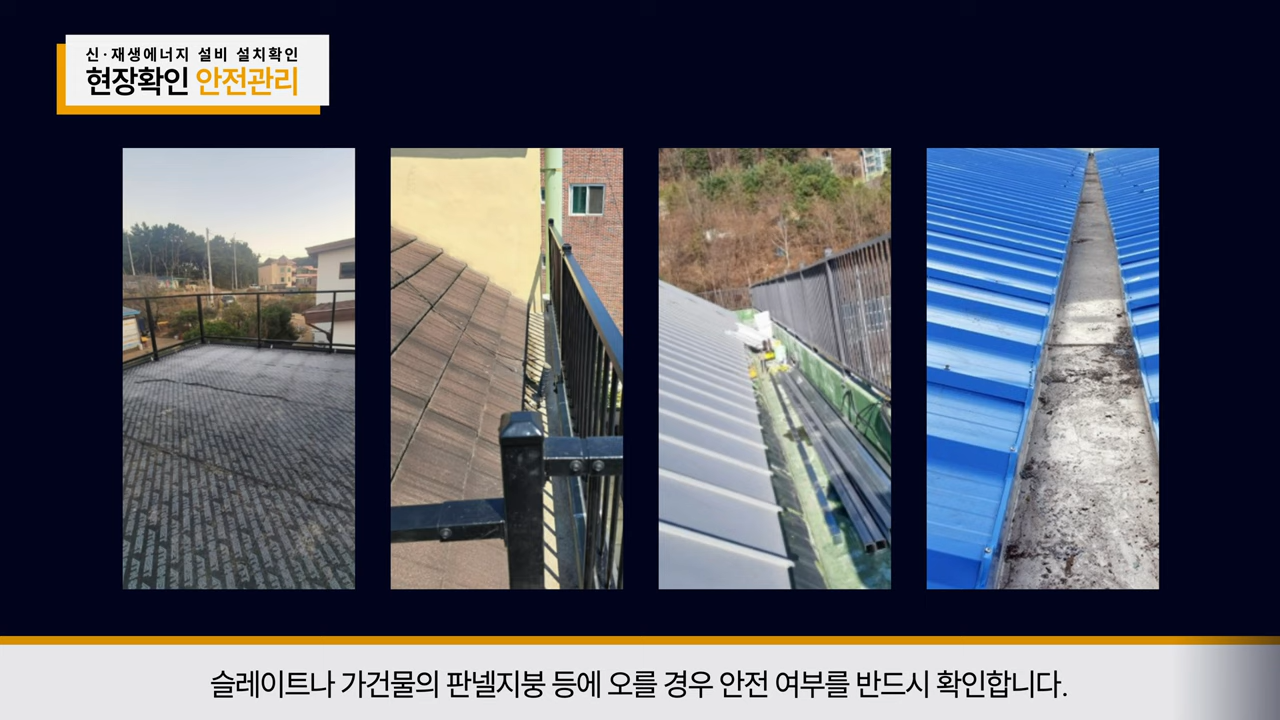 신·재생에너지 설비 설치확인
현장확인 안전관리
슬레이트나 가건물의 판넬지붕 등에 오를 경우 안전 여부를 반드시 확인합니다.